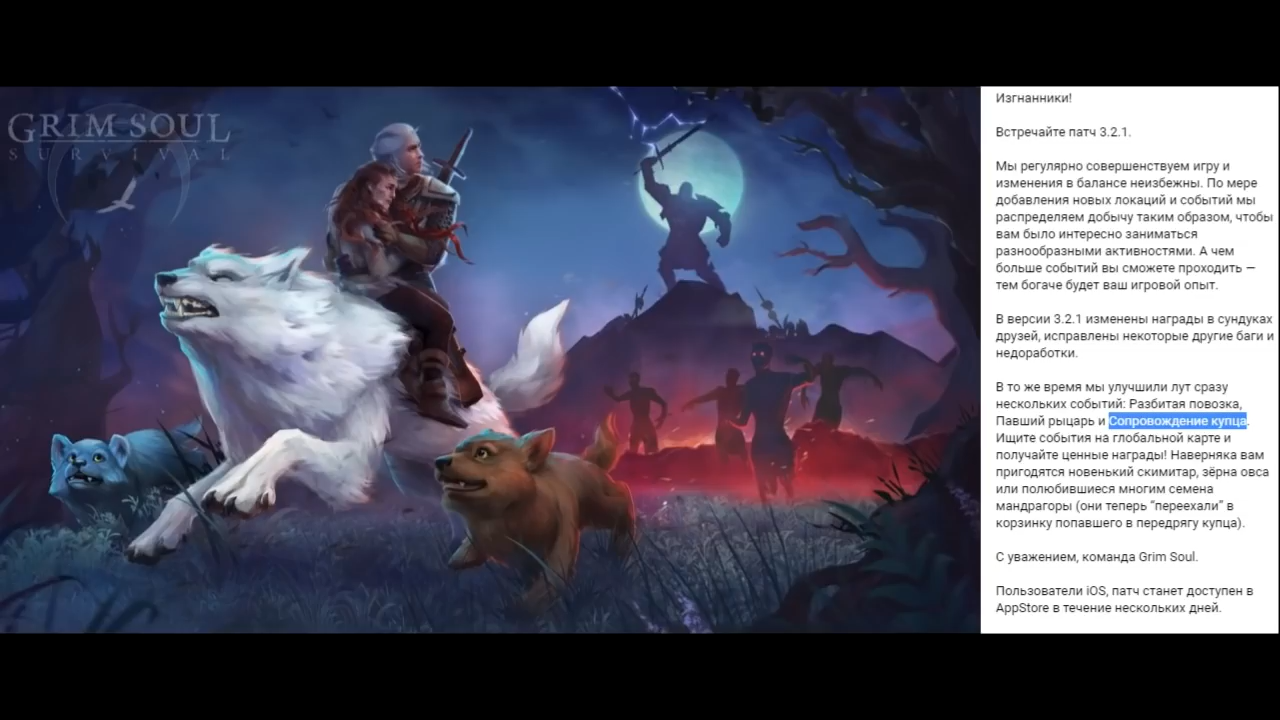 GRIM SOUL
SURVIVAL
Изгнанники!
Встречайте патч 3.2.1.
Мы регулярно совершенствуем игру и
изменения в балансе неизбежны. По мере
добавления новых локаций и событий мы
распределяем добычу таким образом, чтобы
вам было интересно заниматься
разнообразными активностями. А чем
больше событий вы сможете проходить —
тем богаче будет ваш игровой опыт.
В версии 3.2.1 изменены награды в сундуках
друзей, исправлены некоторые другие баги и
недоработки.
В то же время мы улучшили лут сразу
нескольких событий: Разбитая повозка,
Павший рыцарь и Сопровождение купца.
Ищите события на глобальной карте и
получайте ценные награды! Наверняка вам
пригодятся новенький скимитар, зёрна овса
или полюбившиеся многим семена
мандрагоры (они теперь “переехали” в
корзинку попавшего в передрягу купца).
С уважением, команда Grim Soul.
Пользователи iOS, патч станет доступен в
AppStore в течение нескольких дней.